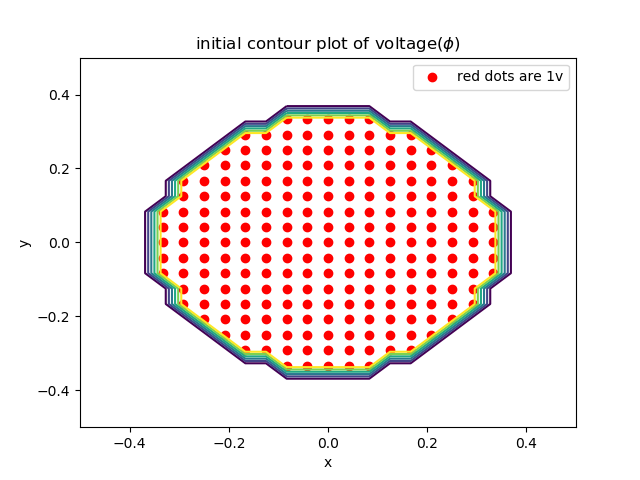 initial contour plot of voltage(ϕ)
red dots are 1v
0.4
0.2
0.0
−0.2
−0.4
y
−0.4 −0.2 0.0 0.2 0.4
x